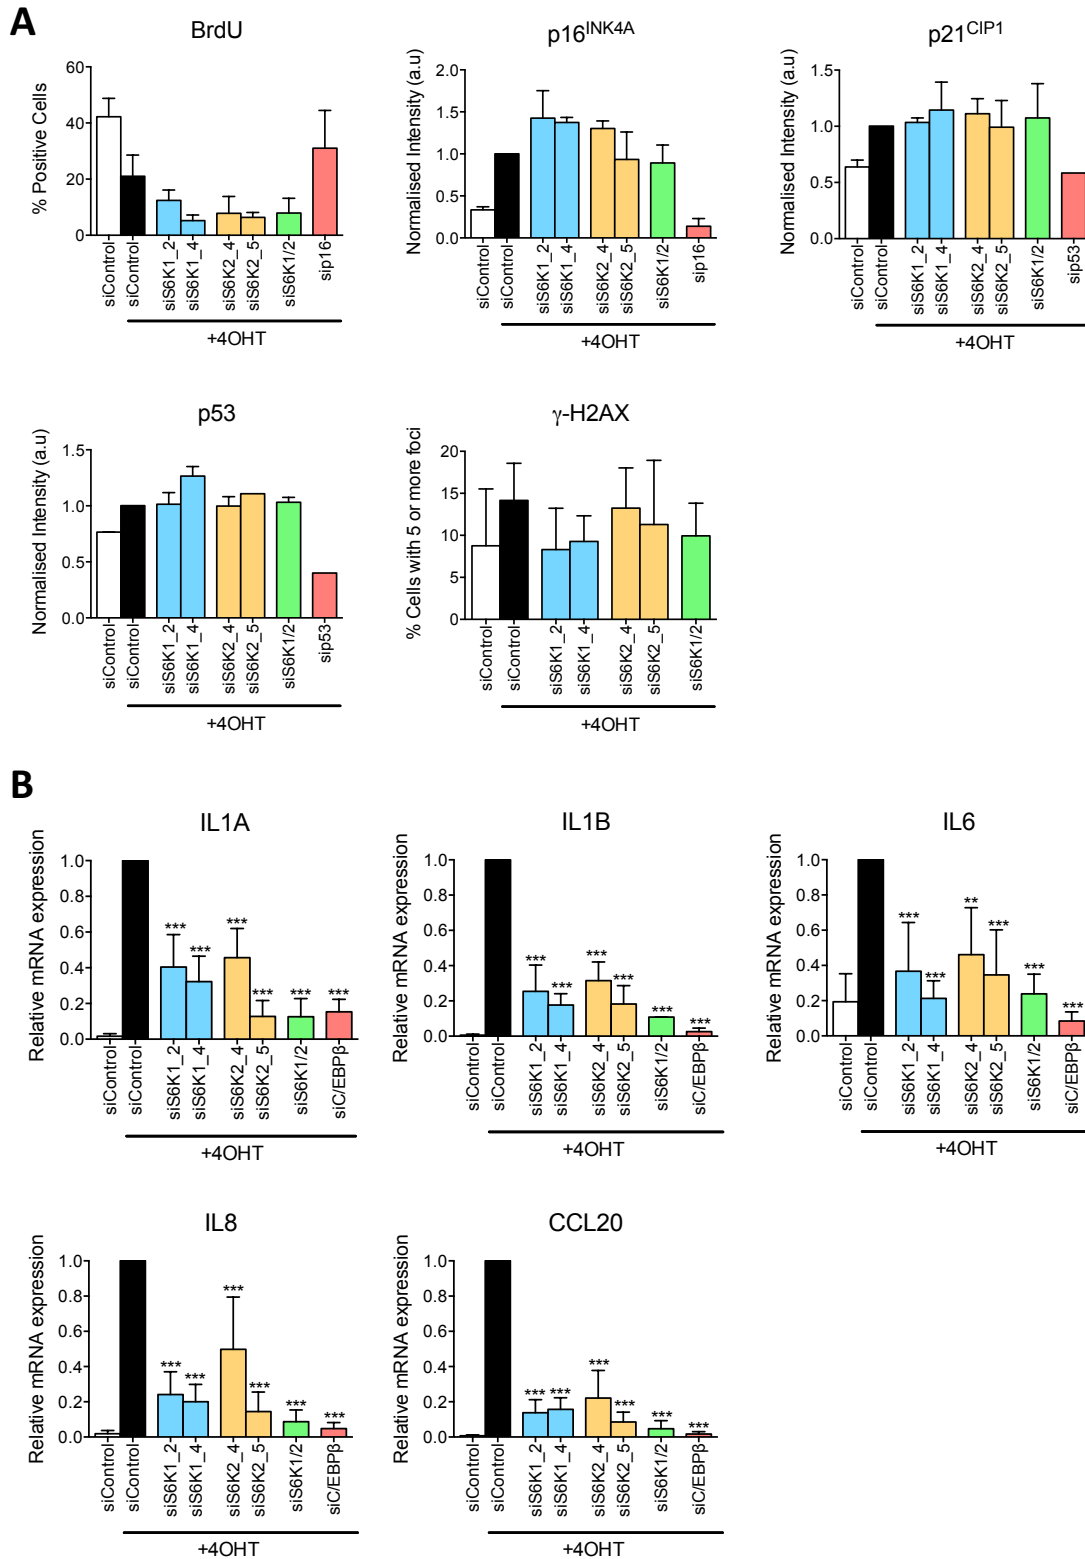 A
BrdU
% Positive Cells
60
40
20
0
siControl
siControl
siS6K1_2
siS6K1_4
siS6K2_4
siS6K2_5
siS6K1/2
sip16
+4OHT
p16INK4A
Normalised Intensity (a.u)
2.0
1.5
1.0
0.5
0.0
siControl
siControl
siS6K1_2
siS6K1_4
siS6K2_4
siS6K2_5
siS6K1/2
sip16
+4OHT
p21CIP1
Normalised Intensity (a.u)
1.5
1.0
0.5
0.0
siControl
siControl
siS6K1_2
siS6K1_4
siS6K2_4
siS6K2_5
siS6K1/2
sip53
+4OHT
p53
Normalised Intensity (a.u)
1.5
1.0
0.5
0.0
siControl
siControl
siS6K1_2
siS6K1_4
siS6K2_4
siS6K2_5
siS6K1/2
sip53
+4OHT
γ-H2AX
% Cells with 5 or more foci
20
15
10
5
0
siControl
siControl
siS6K1_2
siS6K1_4
siS6K2_4
siS6K2_5
siS6K1/2
+4OHT
B
IL1A
Relative mRNA expression
1.0
0.8
0.6
0.4
0.2
0.0
***
***
***
***
***
***
siControl
siControl
siS6K1_2
siS6K1_4
siS6K2_4
siS6K2_5
siS6K1/2
siC/EBPβ
+4OHT
IL1B
Relative mRNA expression
1.0
0.8
0.6
0.4
0.2
0.0
***
***
***
***
***
***
siControl
siControl
siS6K1_2
siS6K1_4
siS6K2_4
siS6K2_5
siS6K1/2
siC/EBPβ
+4OHT
IL6
Relative mRNA expression
1.0
0.8
0.6
0.4
0.2
0.0
***
***
**
***
***
***
siControl
siControl
siS6K1_2
siS6K1_4
siS6K2_4
siS6K2_5
siS6K1/2
siC/EBPβ
+4OHT
IL8
Relative mRNA expression
1.0
0.8
0.6
0.4
0.2
0.0
***
***
***
***
***
***
siControl
siControl
siS6K1_2
siS6K1_4
siS6K2_4
siS6K2_5
siS6K1/2
siC/EBPβ
+4OHT
CCL20
Relative mRNA expression
1.0
0.8
0.6
0.4
0.2
0.0
***
***
***
***
***
***
siControl
siControl
siS6K1_2
siS6K1_4
siS6K2_4
siS6K2_5
siS6K1/2
siC/EBPβ
+4OHT